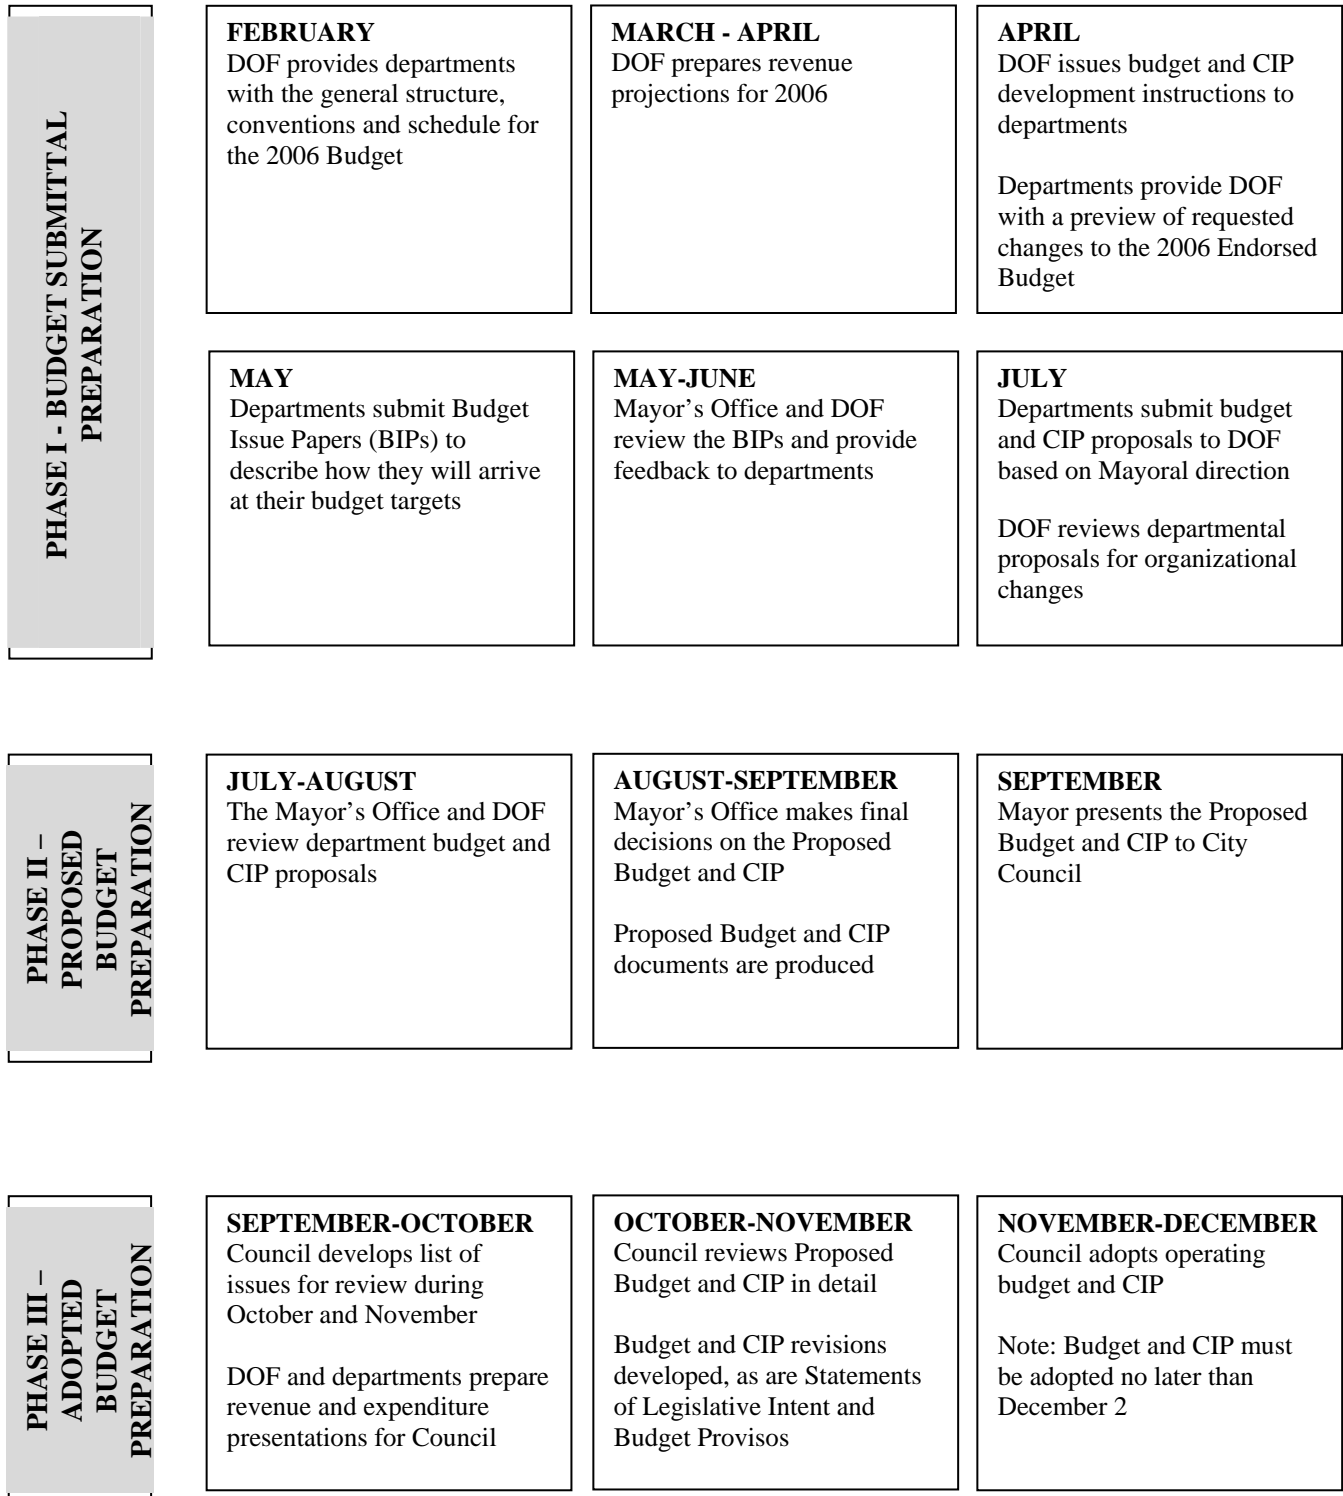 PHASE I - BUDGET SUBMITTAL
PREPARATION
FEBRUARY
DOF provides departments
with the general structure,
conventions and schedule for
the 2006 Budget
MARCH - APRIL
DOF prepares revenue
projections for 2006
APRIL
DOF issues budget and CIP
development instructions to
departments
Departments provide DOF
with a preview of requested
changes to the 2006 Endorsed
Budget
MAY
Departments submit Budget
Issue Papers (BIPs) to
describe how they will arrive
at their budget targets
MAY-JUNE
Mayor’s Office and DOF
review the BIPs and provide
feedback to departments
JULY
Departments submit budget
and CIP proposals to DOF
based on Mayoral direction
DOF reviews departmental
proposals for organizational
changes
PHASE II –
PROPOSED
BUDGET
PREPARATION
JULY-AUGUST
The Mayor’s Office and DOF
review department budget and
CIP proposals
AUGUST-SEPTEMBER
Mayor’s Office makes final
decisions on the Proposed
Budget and CIP
Proposed Budget and CIP
documents are produced
SEPTEMBER
Mayor presents the Proposed
Budget and CIP to City
Council
PHASE III –
ADOPTED
BUDGET
PREPARATION
SEPTEMBER-OCTOBER
Council develops list of
issues for review during
October and November
DOF and departments prepare
revenue and expenditure
presentations for Council
OCTOBER-NOVEMBER
Council reviews Proposed
Budget and CIP in detail
Budget and CIP revisions
developed, as are Statements
of Legislative Intent and
Budget Provisos
NOVEMBER-DECEMBER
Council adopts operating
budget and CIP
Note: Budget and CIP must
be adopted no later than
December 2